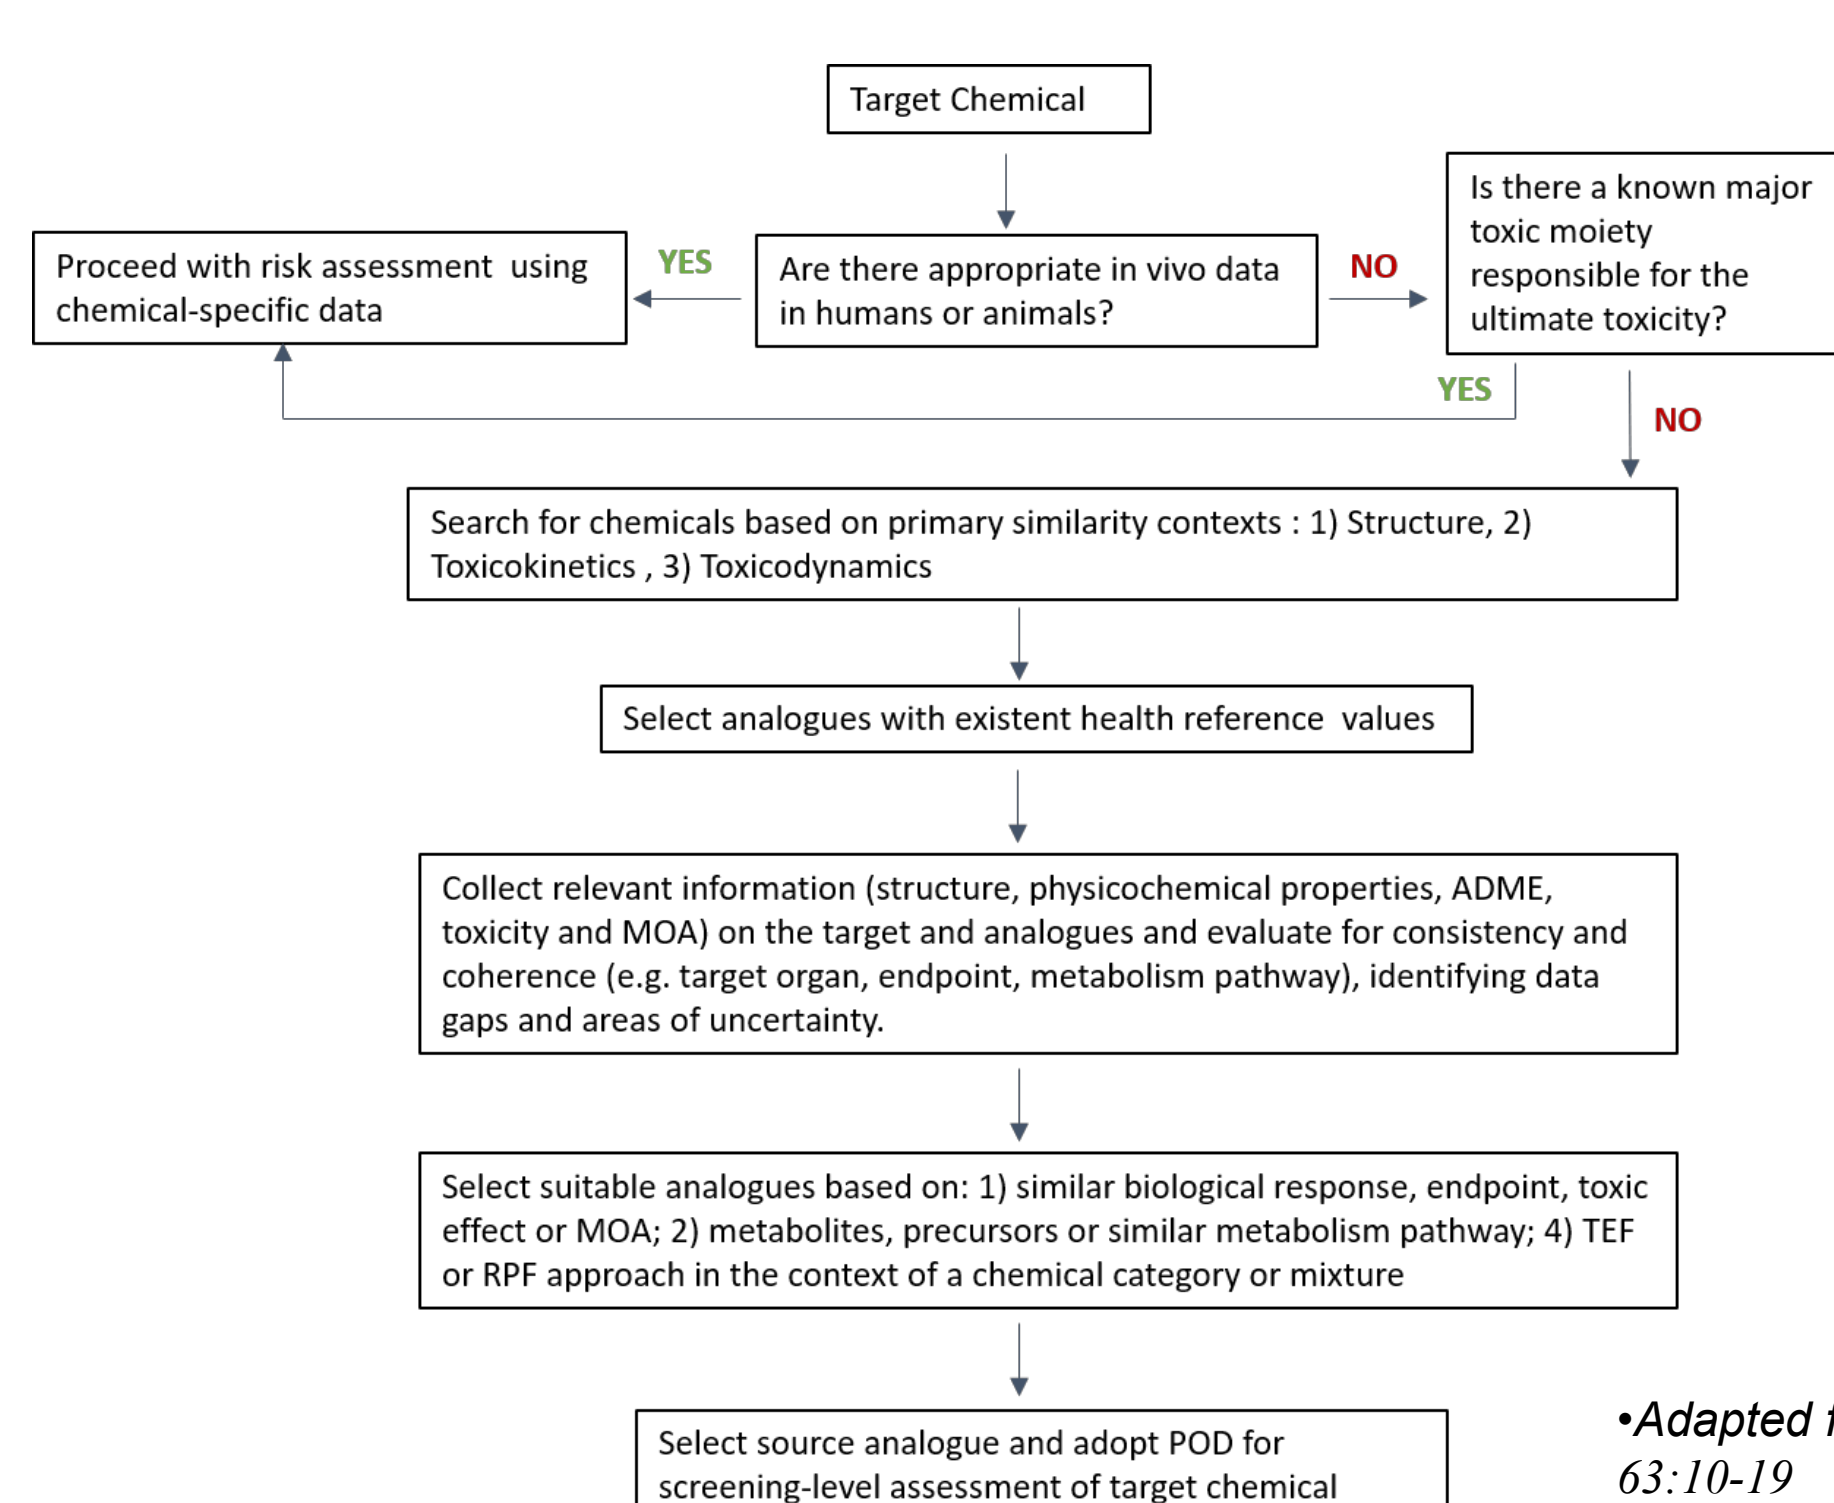 Target Chemical
Is there a known major
toxic moiety
responsible for the
ultimate toxicity?
Proceed with risk assessment using
chemical-specific data
YES
Are there appropriate in vivo data
in humans or animals?
NO
YES
NO
Search for chemicals based on primary similarity contexts : 1) Structure, 2)
Toxicokinetics , 3) Toxicodynamics
Select analogues with existent health reference values
Collect relevant information (structure, physicochemical properties, ADME,
toxicity and MOA) on the target and analogues and evaluate for consistency and
coherence (e.g. target organ, endpoint, metabolism pathway), identifying data
gaps and areas of uncertainty.
Select suitable analogues based on: 1) similar biological response, endpoint, toxic
effect or MOA; 2) metabolites, precursors or similar metabolism pathway; 4) TEF
or RPF approach in the context of a chemical category or mixture
Select source analogue and adopt POD for
screening-level assessment of target chemical
•Adapted
63:10-19